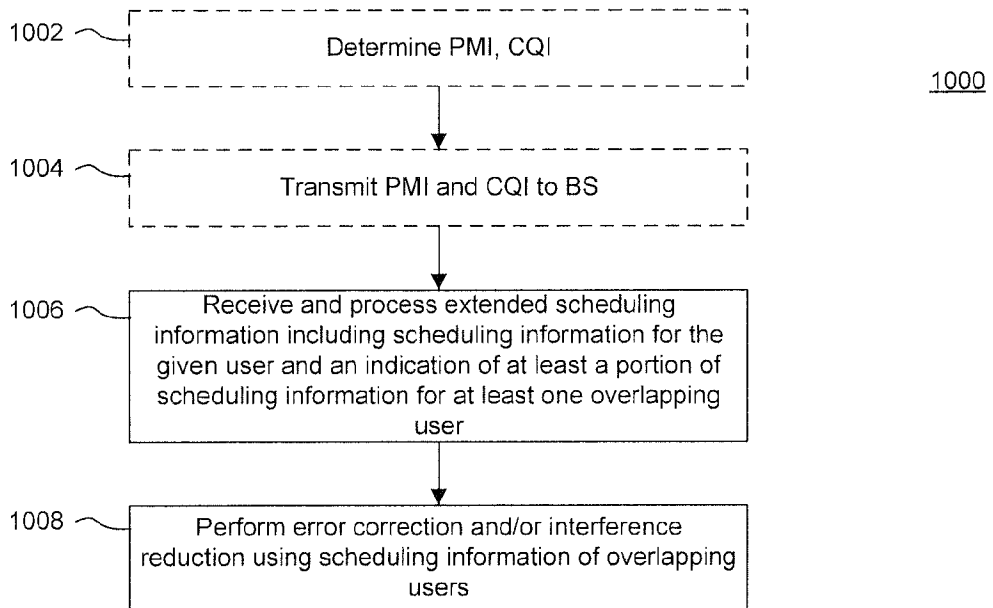 1002
Determine PMI, CQI
1000
1004
Transmit PMI and CQI to BS
1006
Receive and process extended scheduling
information including scheduling information for the
given user and an indication of at least a portion of
scheduling information for at least one overlapping
user
1008
Perform error correction and/or interference
reduction using scheduling information of overlapping
users